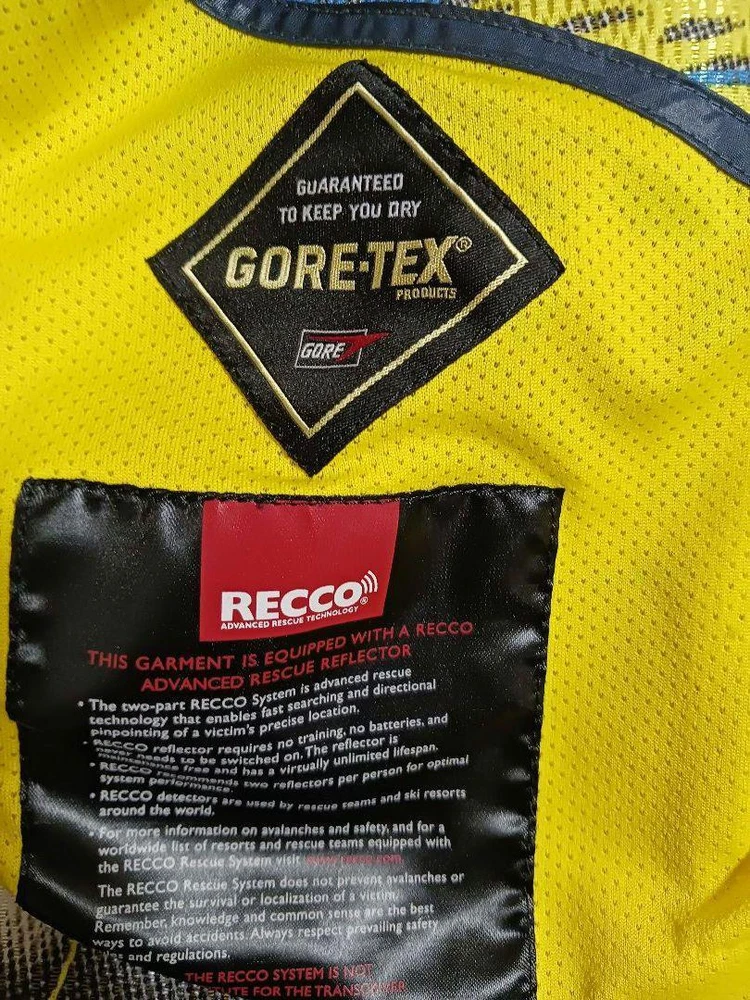 GUARANTEED
TO KEEP YOU DRY
GORE-TEX®
PRODUCTS
GORE
RECCO®
ADVANCED RESCUE TECHNOLOGY
THIS GARMENT IS EQUIPPED WITH A RECCO
ADVANCED RESCUE REFLECTOR
• The two-part RECCO System is advanced rescue
technology that enables fast searching and directional
pinpointing of a victim's precise location.
• RECCO reflector requires no training, no batteries, and
never needs to be switched on. The reflector is
maintenance free and has a virtually unlimited lifespan.
• RECCO recommends two reflectors per person for optimal
system performance.
• RECCO detectors are used by rescue teams and ski resorts
around the world.
• For more information on avalanches and safety, and for a
worldwide list of resorts and rescue teams equipped with
the RECCO Rescue System visit www.recco.com.
The RECCO Rescue System does not prevent avalanches or
guarantee the survival or localization of a victim.
Remember, knowledge and common sense are the best
ways to avoid accidents. Always respect prevailing safety
and regulations.
THE RECCO SYSTEM IS NOT
FOR THE